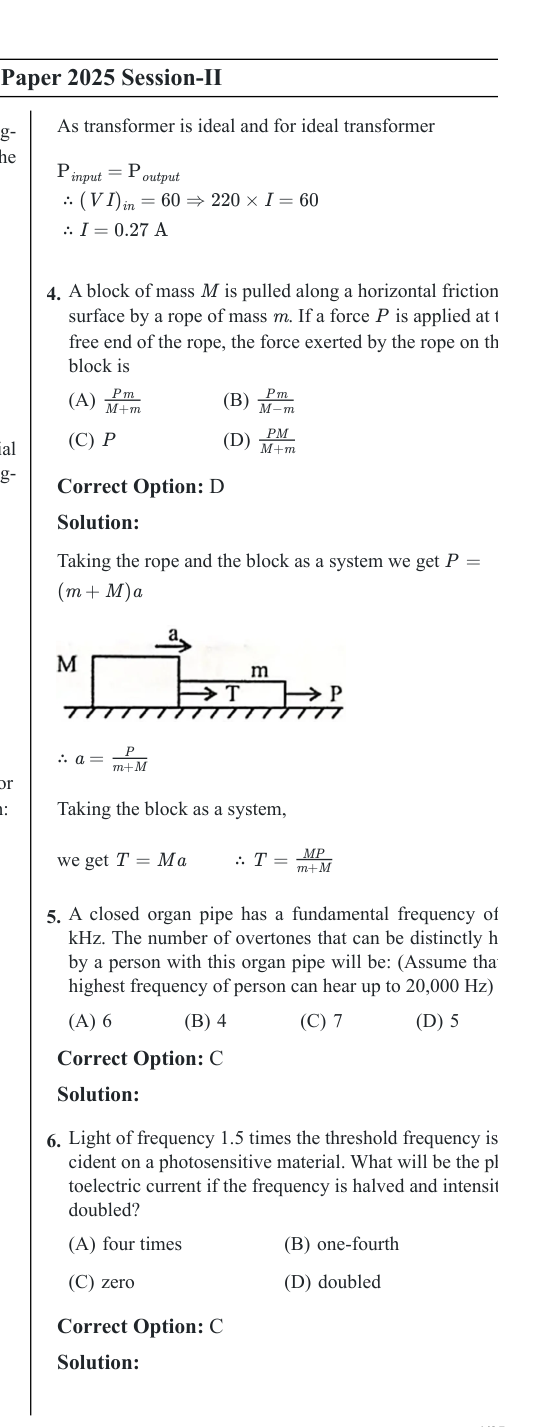 Paper 2025 Session-II
g-
he
ial
g-
or
n:
As transformer is ideal and for ideal transformer
P_input = P_output
∴ (VI)_in = 60 ⇒ 220 × I = 60
∴ I = 0.27 A
4. A block of mass M is pulled along a horizontal friction
surface by a rope of mass m. If a force P is applied at t
free end of the rope, the force exerted by the rope on th
block is
(A) Pm/(M+m) (B) Pm/(M−m)
(C) P (D) PM/(M+m)
Correct Option: D
Solution:
Taking the rope and the block as a system we get P =
(m + M)a
a
M
m
T
P
∴ a = P/(m+M)
Taking the block as a system,
we get T = Ma ∴ T = MP/(m+M)
5. A closed organ pipe has a fundamental frequency of
kHz. The number of overtones that can be distinctly h
by a person with this organ pipe will be: (Assume tha
highest frequency of person can hear up to 20,000 Hz)
(A) 6 (B) 4 (C) 7 (D) 5
Correct Option: C
Solution:
6. Light of frequency 1.5 times the threshold frequency is
cident on a photosensitive material. What will be the pl
toelectric current if the frequency is halved and intensit
doubled?
(A) four times (B) one-fourth
(C) zero (D) doubled
Correct Option: C
Solution: